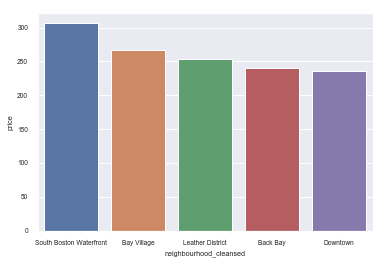 300
250
200
150
100
50
0
price
South Boston Waterfront
Bay Village
Leather District
Back Bay
Downtown
neighbourhood_cleansed